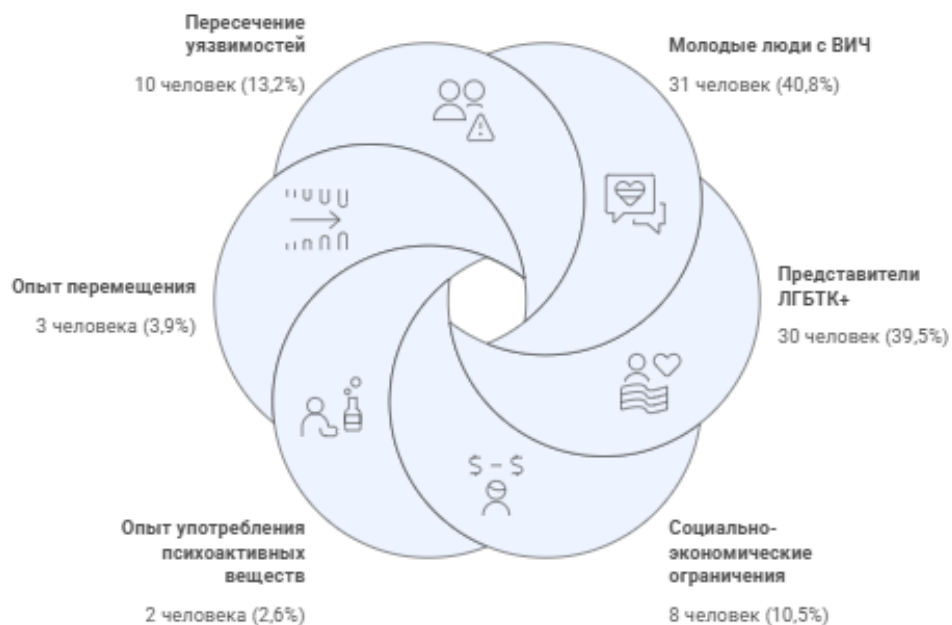 Пересечение
уязвимостей
10 человек (13,2%)
Молодые люди с ВИЧ
31 человек (40,8%)
Опыт перемещения
3 человека (3,9%)
Представители
ЛГБТК+
30 человек (39,5%)
$ - $
Опыт употребления
психоактивных
веществ
2 человека (2,6%)
Социально-
экономические
ограничения
8 человек (10,5%)